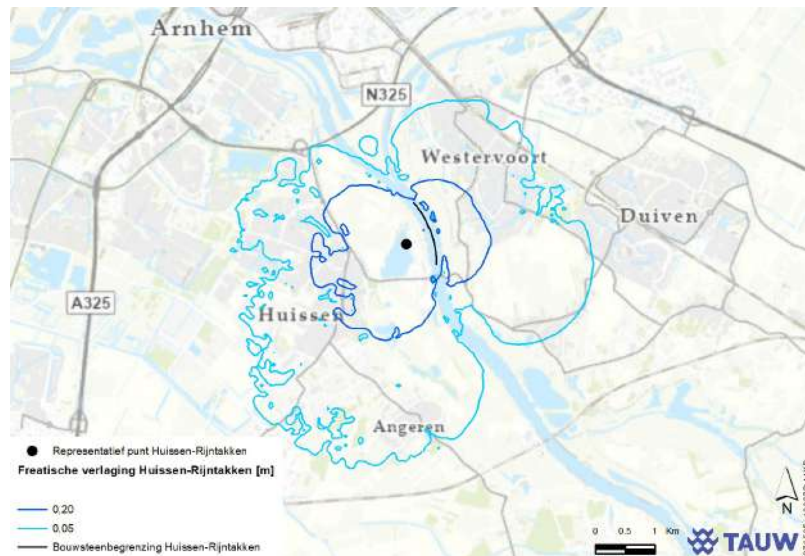 Arnhem
N325
Westervoort
Duiven
A325
Huissen
Angeren
Representatief punt Huissen-Rijntakken
Freatische verlaging Huissen-Rijntakken [m]
0,20
0,05
Bouwsteenbegrenzing Huissen-Rijntakken
0 0.5 1 Km
N
TAUW